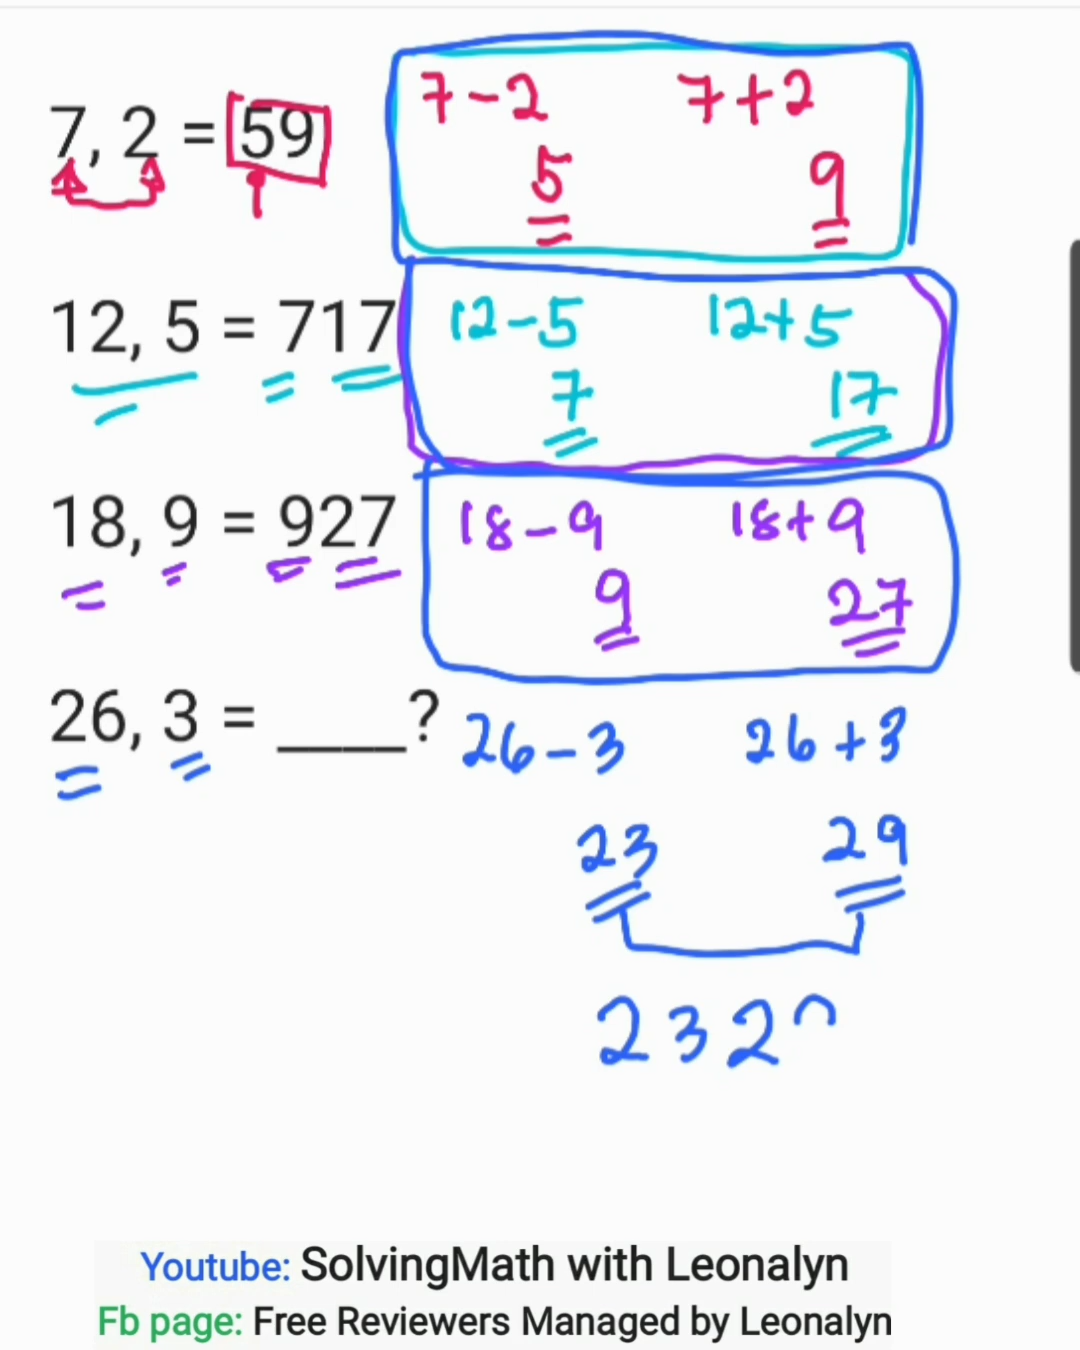 7, 2 = 59
7-2 7+2
5 9
12, 5 = 717
12-5 12+5
7 17
18, 9 = 927
18-9 18+9
9 27
26, 3 = ____?
26-3 26+3
23 29
232
Youtube: SolvingMath with Leonalyn
Fb page: Free Reviewers Managed by Leonalyn